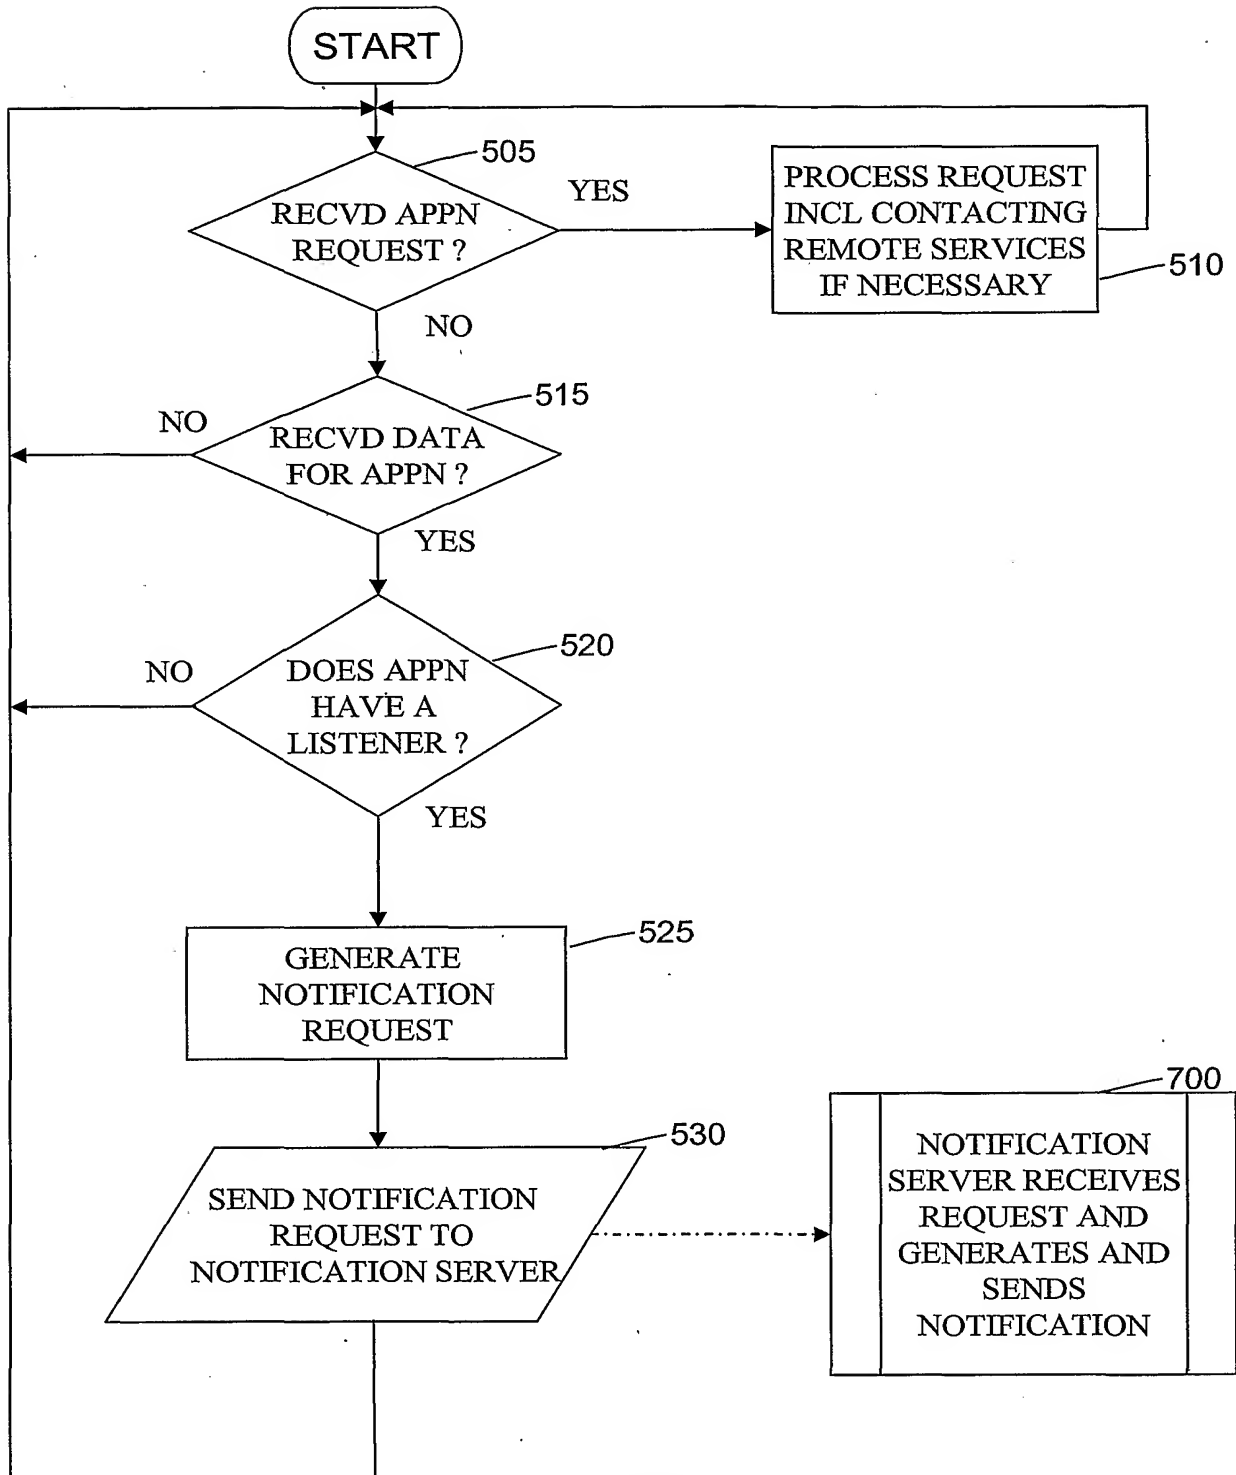 START
505
RECVD APPN
REQUEST ?
YES
PROCESS REQUEST
INCL CONTACTING
REMOTE SERVICES
IF NECESSARY
510
NO
515
RECVD DATA
FOR APPN ?
NO
YES
520
DOES APPN
HAVE A
LISTENER ?
NO
YES
525
GENERATE
NOTIFICATION
REQUEST
530
SEND NOTIFICATION
REQUEST TO
NOTIFICATION SERVER
700
NOTIFICATION
SERVER RECEIVES
REQUEST AND
GENERATES AND
SENDS
NOTIFICATION